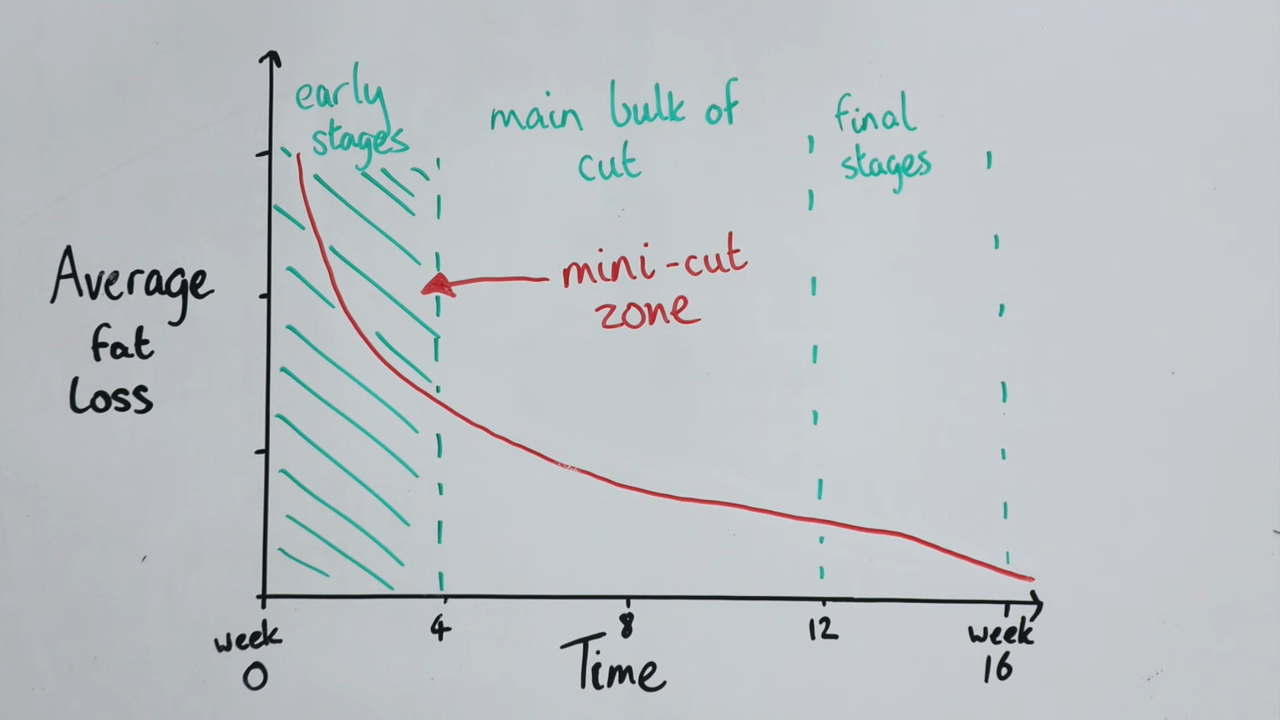 early
stages
main bulk of
cut
final
stages
mini-cut
zone
Average
fat
loss
week
0
4
8
12
week
16
Time